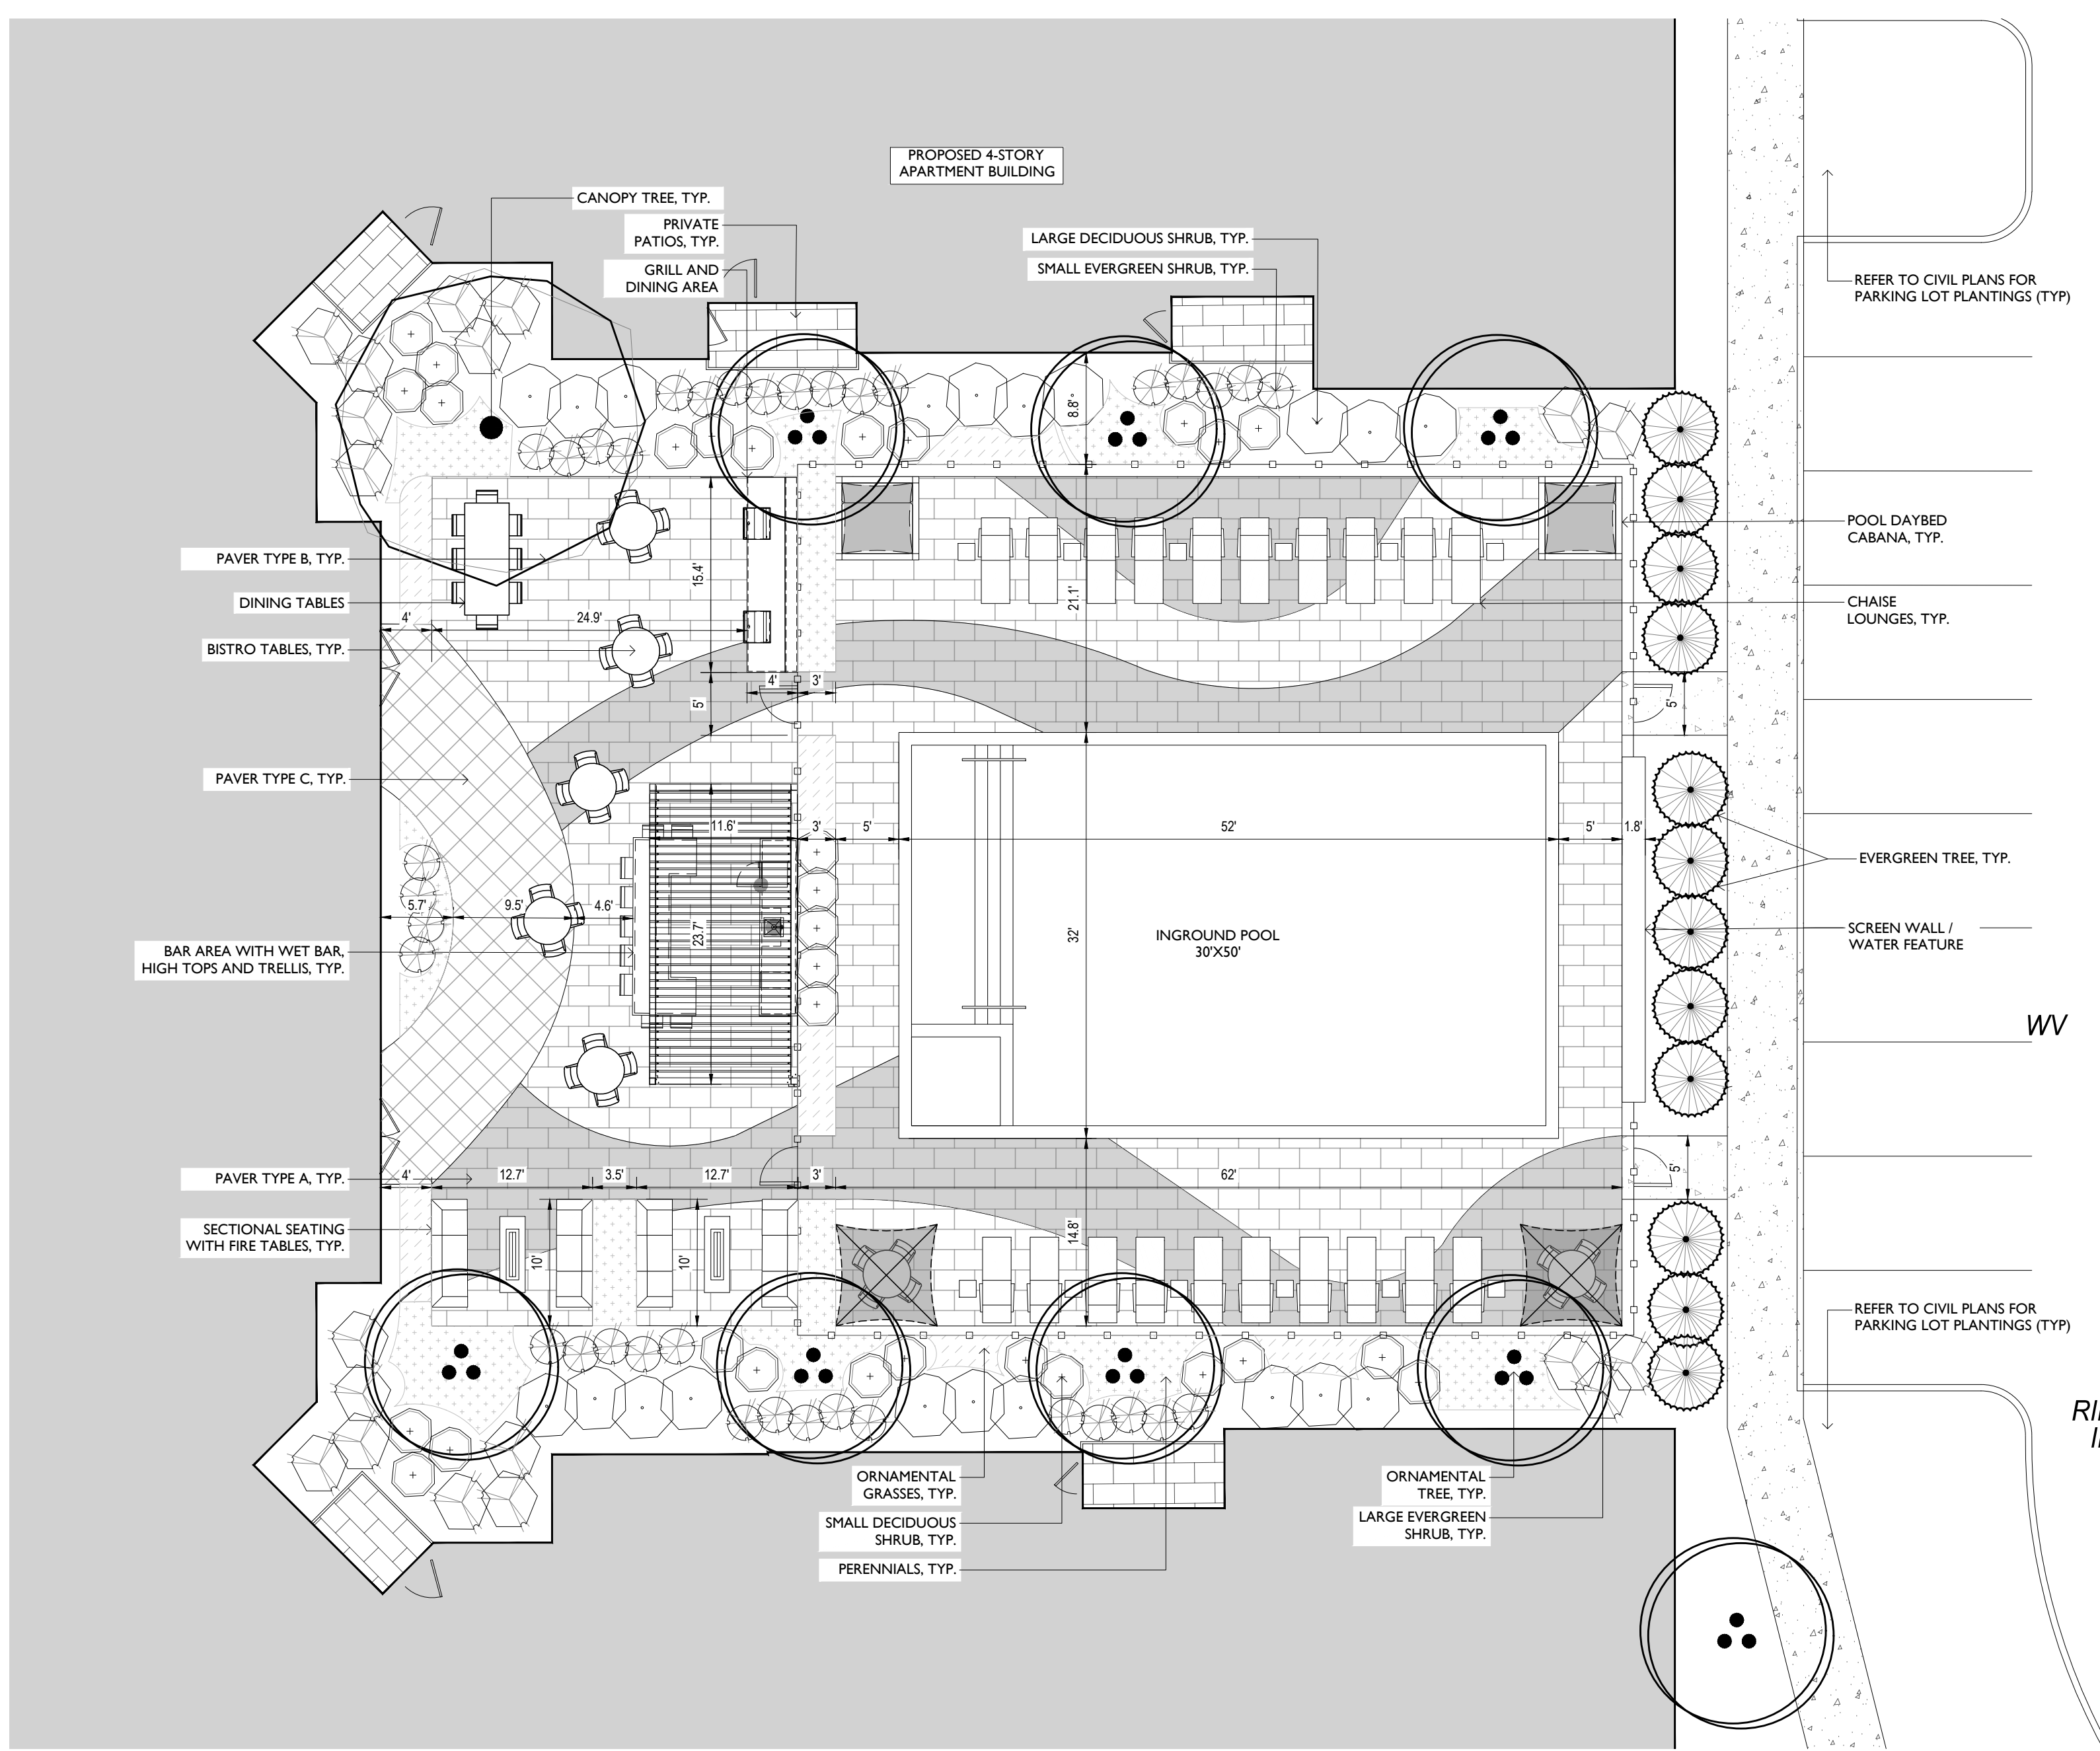 PROPOSED 4-STORY
APARTMENT BUILDING
CANOPY TREE, TYP.
PRIVATE
PATIOS, TYP.
GRILL AND
DINING AREA
LARGE DECIDUOUS SHRUB, TYP.
SMALL EVERGREEN SHRUB, TYP.
REFER TO CIVIL PLANS FOR
PARKING LOT PLANTINGS (TYP)
8.8'
POOL DAYBED
CABANA, TYP.
PAVER TYPE B, TYP.
15.4'
21.1'
DINING TABLES
CHAISE
LOUNGES, TYP.
4'
24.9'
BISTRO TABLES, TYP.
4'
3'
5'
5'
PAVER TYPE C, TYP.
11.6'
3'
5'
52'
5'
1.8'
EVERGREEN TREE, TYP.
5.7'
9.5'
4.6'
23.7'
32'
INGROUND POOL
30'X50'
SCREEN WALL /
WATER FEATURE
BAR AREA WITH WET BAR,
HIGH TOPS AND TRELLIS, TYP.
WV
PAVER TYPE A, TYP.
4'
12.7'
3.5'
12.7'
3'
62'
5'
SECTIONAL SEATING
WITH FIRE TABLES, TYP.
10'
10'
14.8'
REFER TO CIVIL PLANS FOR
PARKING LOT PLANTINGS (TYP)
ORNAMENTAL
GRASSES, TYP.
SMALL DECIDUOUS
SHRUB, TYP.
PERENNIALS, TYP.
ORNAMENTAL
TREE, TYP.
LARGE EVERGREEN
SHRUB, TYP.